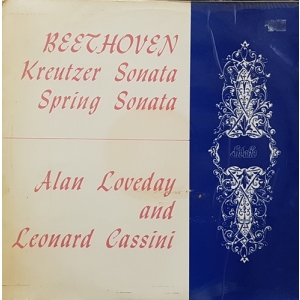 BEETHOVEN
Kreutzer Sonata
Spring Sonata
Alan Loveday
and
Leonard Cassini